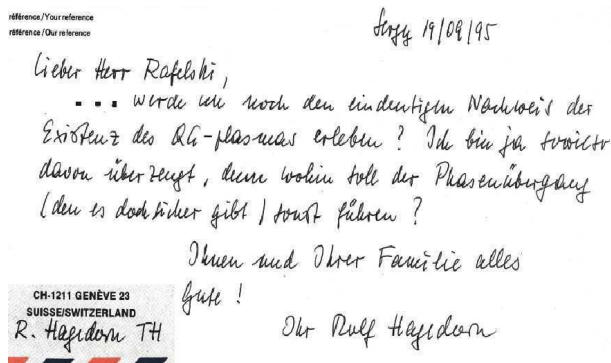 référence/Your reference
référence/Our reference
Sergy 19/09/95
Lieber Herr Rafelski,
... werde ich noch den eindeutigen Nachweis der
Existenz des QG-plasmas erleben? Ich bin ja sowieso
davon überzeugt, denn wohin soll der Phasenübergang
(den es doch sicher gibt) sonst führen?
Ihnen und Ihrer Familie alles
Gute!
CH-1211 GENÈVE 23
SUISSE/SWITZERLAND
R. Hagedorn TH
Ihr Rolf Hagedorn